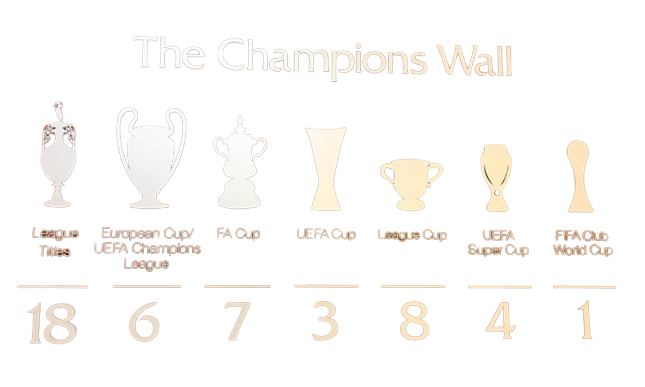 The Champions Wall
League
Titles
European Cup/
UEFA Champions
League
FA Cup
UEFA Cup
League Cup
UEFA
Super Cup
FIFA Club
World Cup
18 6 7 3 8 4 1